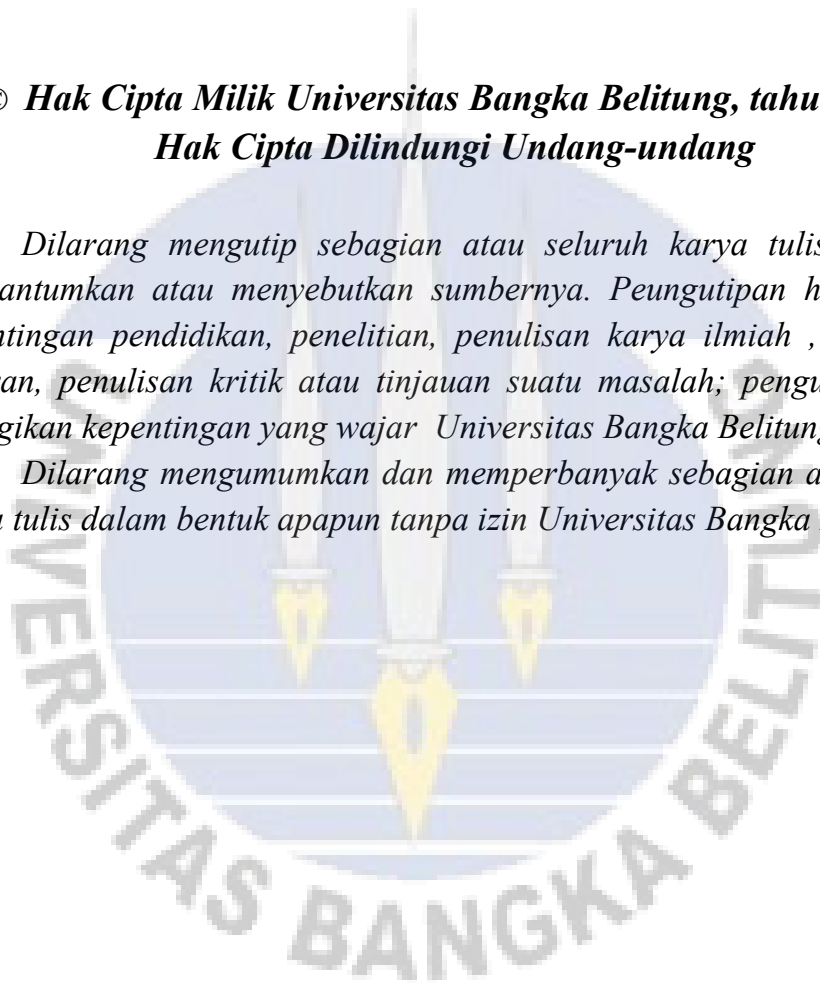 © Hak Cipta Milik Universitas Bangka Belitung, tahu
Hak Cipta Dilindungi Undang-undang
Dilarang mengutip sebagian atau seluruh karya tulis
antumkan atau menyebutkan sumbernya. Peungutipan h
ntingan pendidikan, penelitian, penulisan karya ilmiah ,
an, penulisan kritik atau tinjauan suatu masalah; pengu
gikan kepentingan yang wajar Universitas Bangka Belitung
Dilarang mengumumkan dan memperbanyak sebagian a
tulis dalam bentuk apapun tanpa izin Universitas Bangka
UNIVERSITAS BANGKA BELITUNG